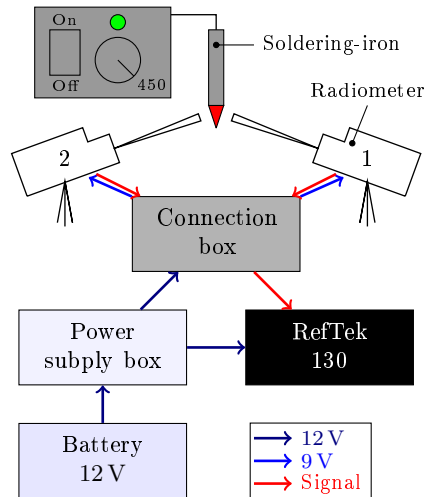 On
Off
450
Soldering-iron
Radiometer
2
1
Connection
box
Power
supply box
RefTek
130
Battery
12 V
12 V
9 V
Signal